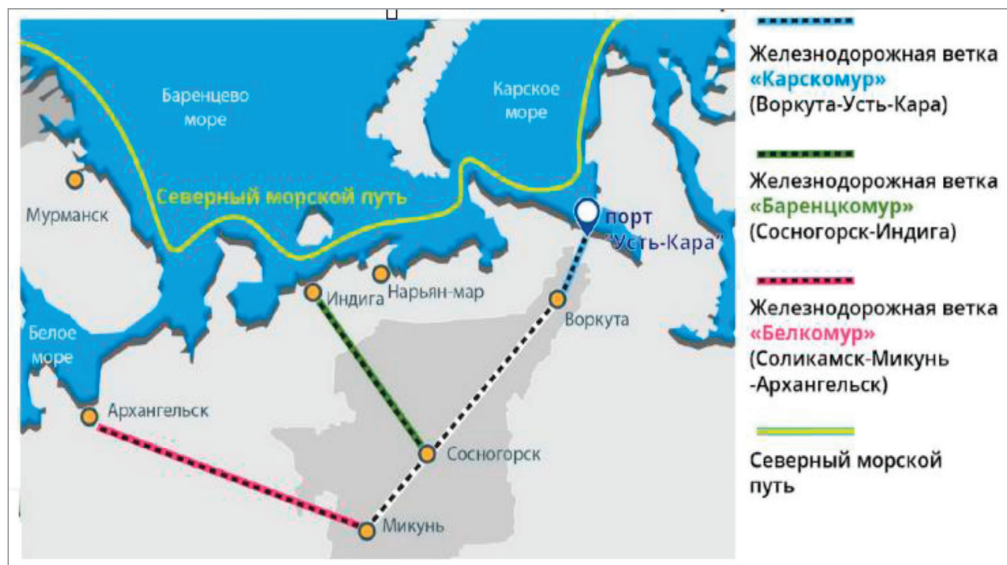 Баренцево
море
Карское
море
Северный морской путь
Мурманск
порт
"Усть-Кара"
Индига
Нарьян-мар
Воркута
Белое
море
Архангельск
Сосногорск
Микунь
Железнодорожная ветка
«Карскомур»
(Воркута-Усть-Кара)
Железнодорожная ветка
«Баренцкомур»
(Сосногорск-Индига)
Железнодорожная ветка
«Белкомур»
(Соликамск-Микунь
-Архангельск)
Северный морской
путь